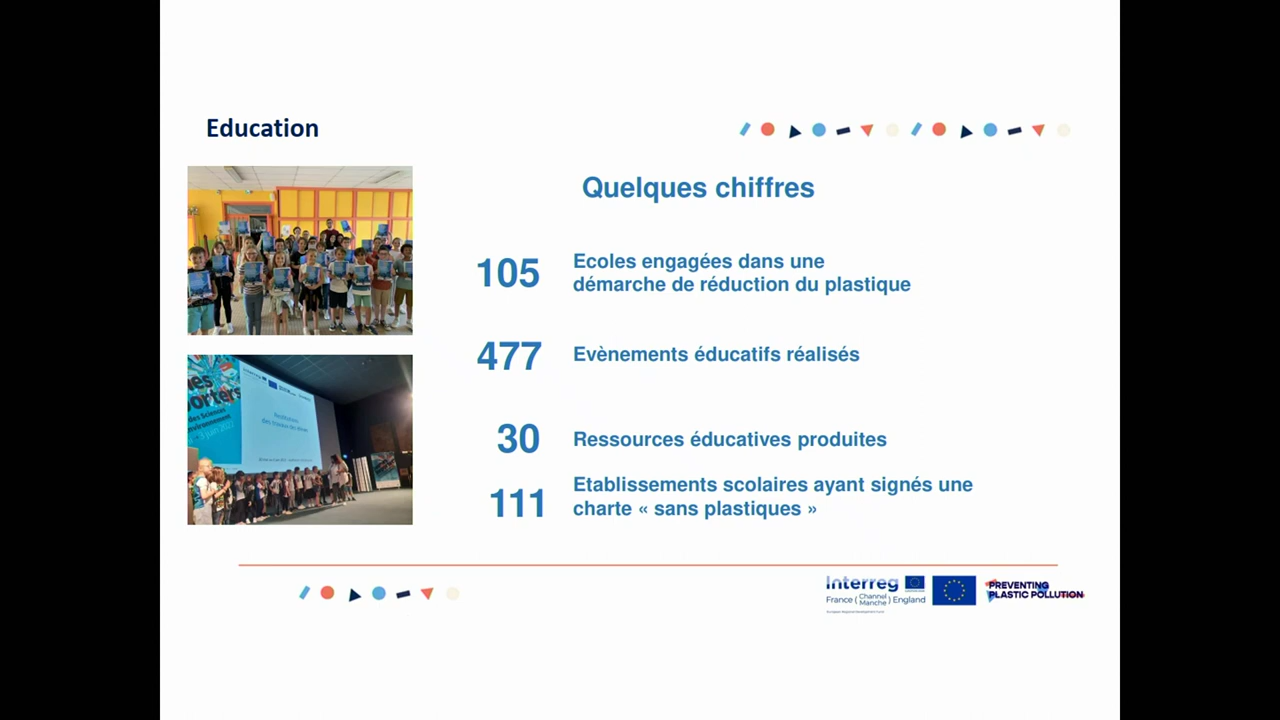 Education
Quelques chiffres
105
Ecoles engagées dans une
démarche de réduction du plastique
477
Evènements éducatifs réalisés
30
Ressources éducatives produites
111
Etablissements scolaires ayant signés une
charte « sans plastiques »
Interreg
France ( Channel Manche ) England
PREVENTING
PLASTIC POLLUTION